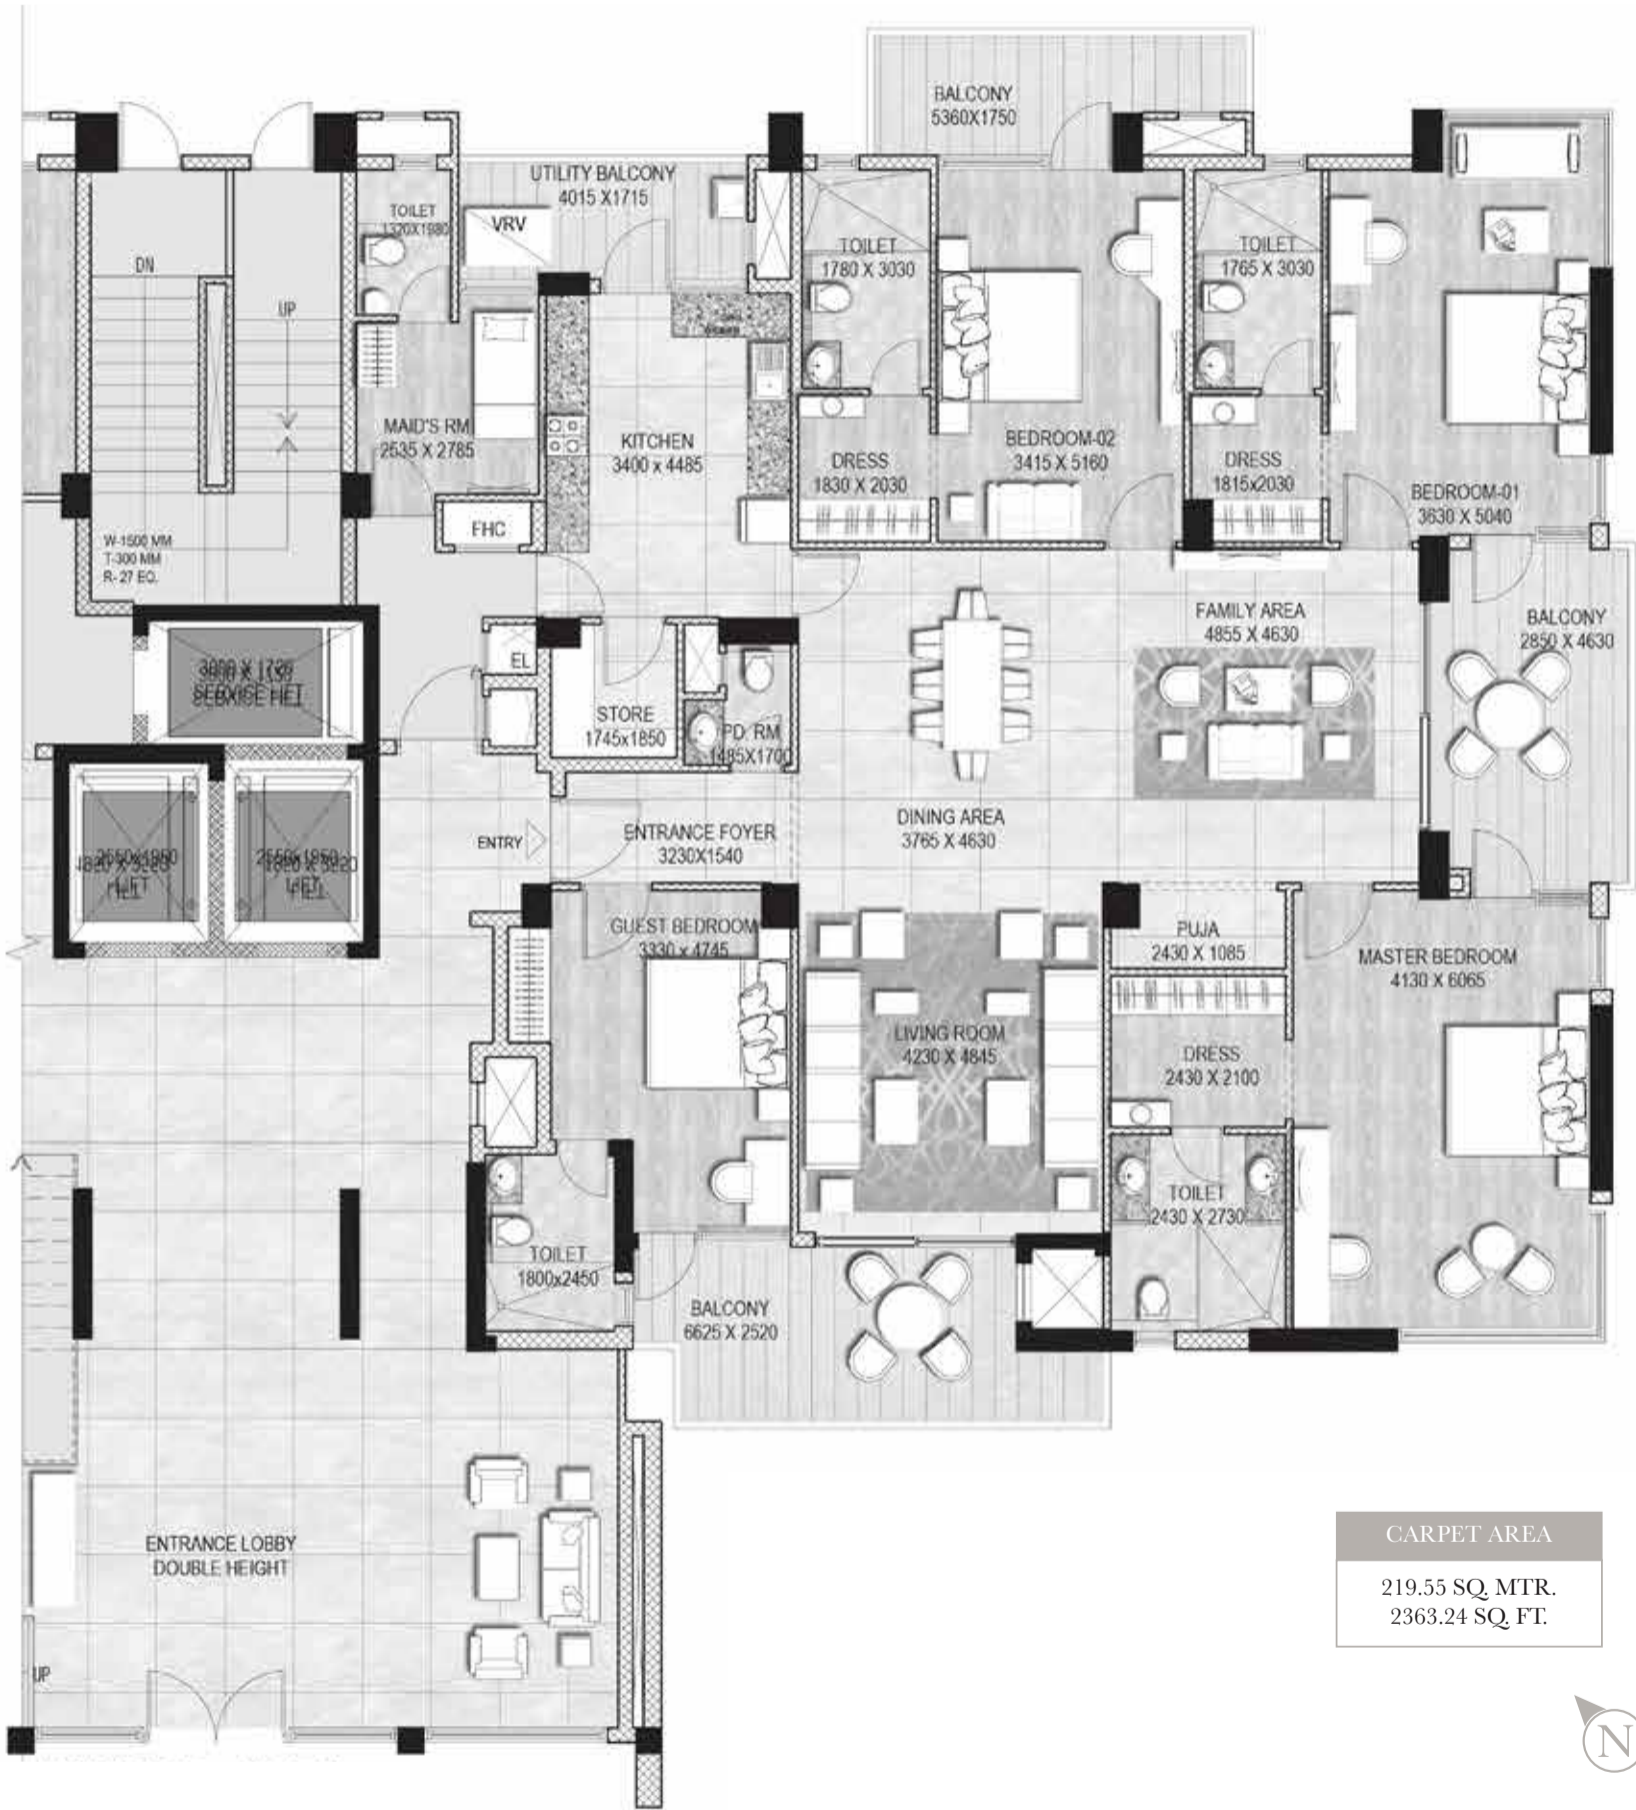 BALCONY
5360X1750
UTILITY BALCONY
4015 X1715
VRV
TOILET
1320X1980
TOILET
1780 X 3030
TOILET
1765 X 3030
DN
UP
MAID'S RM
2535 X 2785
KITCHEN
3400 x 4485
DRESS
1830 X 2030
BEDROOM-02
3415 X 5160
DRESS
1815x2030
BEDROOM-01
3630 X 5040
FHC
W-1500 MM
T-300 MM
R- 27 EQ.
FAMILY AREA
4855 X 4630
BALCONY
2850 X 4630
EL
STORE
1745x1850
PD. RM
1485X1700
DINING AREA
3765 X 4630
ENTRY
ENTRANCE FOYER
3230X1540
GUEST BEDROOM
3330 x 4745
PUJA
2430 X 1085
MASTER BEDROOM
4130 X 6065
LIVING ROOM
4230 X 4845
DRESS
2430 X 2100
TOILET
2430 X 2730
TOILET
1800x2450
BALCONY
6625 X 2520
ENTRANCE LOBBY
DOUBLE HEIGHT
UP
CARPET AREA
219.55 SQ. MTR.
2363.24 SQ. FT.
N